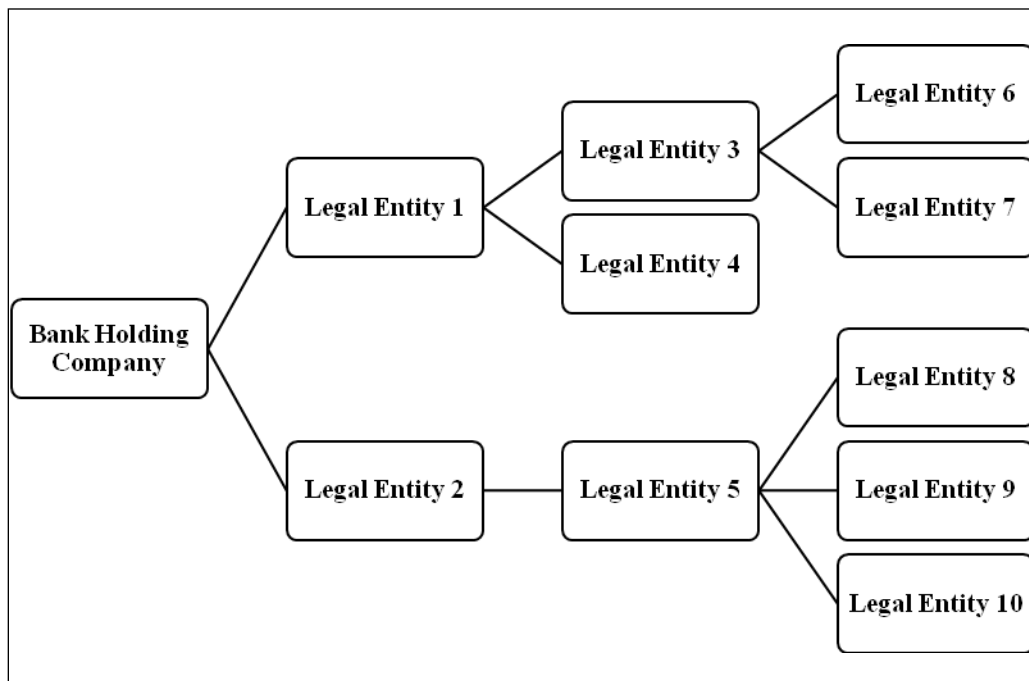 Legal Entity 6
Legal Entity 3
Legal Entity 1
Legal Entity 7
Legal Entity 4
Bank Holding
Company
Legal Entity 8
Legal Entity 2
Legal Entity 5
Legal Entity 9
Legal Entity 10